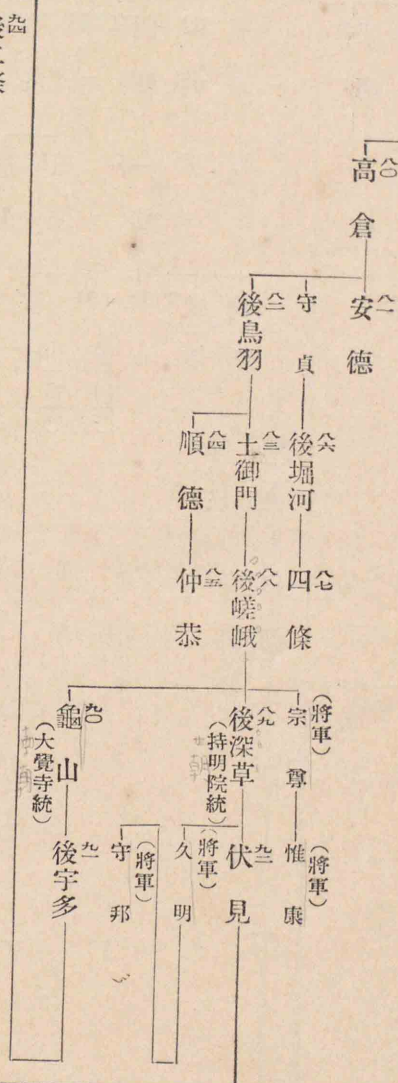 八〇 高倉
八一 安德
守貞
八二 後鳥羽
八六 後堀河
八三 土御門
八四 順德
八七 四條
八八 後嵯峨
八五 仲恭
(將軍) 宗尊
八九 後深草 (持明院統)
九〇 龜山 (大覺寺統)
(將軍) 惟康
九二 伏見
(將軍) 久明
(將軍) 守邦
九一 後宇多
九四